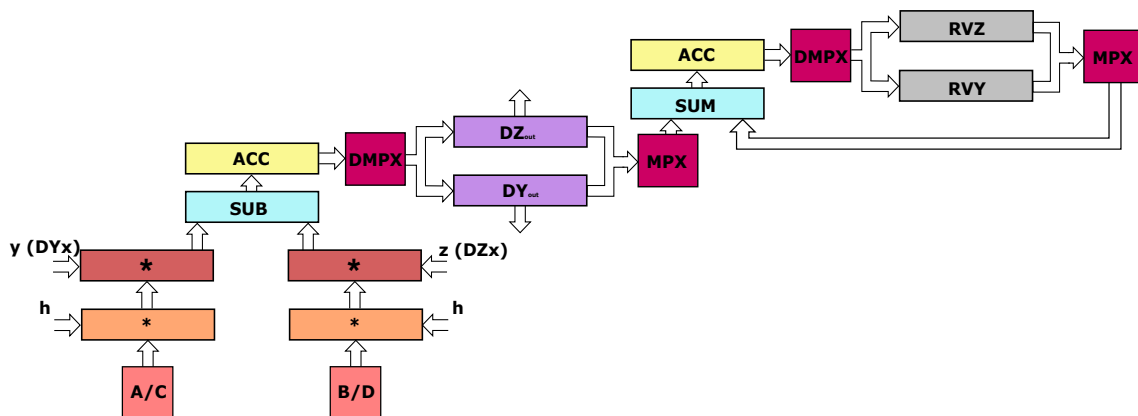 RVZ
ACC
DMPX
MPX
RVY
SUM
DZout
ACC
DMPX
MPX
DYout
SUB
y (DYx)
z (DZx)
*
*
h
h
*
*
A/C
B/D